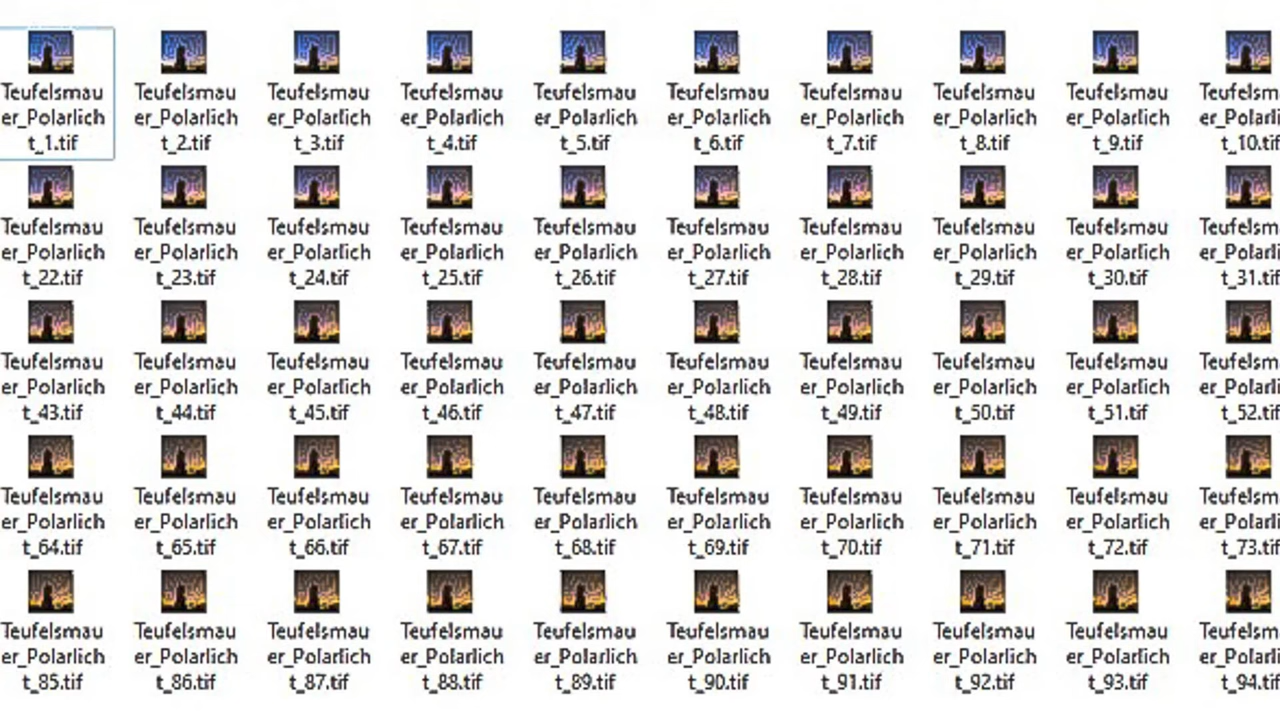 Teufelsmau Teufelsmau Teufelsmau Teufelsmau Teufelsmau Teufelsmau Teufelsmau Teufelsmau Teufelsmau Teufelsm
er_Polarlich er_Polarlich er_Polarlich er_Polarlich er_Polarlich er_Polarlich er_Polarlich er_Polarlich er_Polarlich er_Polarli
t_1.tif t_2.tif t_3.tif t_4.tif t_5.tif t_6.tif t_7.tif t_8.tif t_9.tif t_10.tif
Teufelsmau Teufelsmau Teufelsmau Teufelsmau Teufelsmau Teufelsmau Teufelsmau Teufelsmau Teufelsmau Teufelsm
er_Polarlich er_Polarlich er_Polarlich er_Polarlich er_Polarlich er_Polarlich er_Polarlich er_Polarlich er_Polarlich er_Polarli
t_22.tif t_23.tif t_24.tif t_25.tif t_26.tif t_27.tif t_28.tif t_29.tif t_30.tif t_31.tif
Teufelsmau Teufelsmau Teufelsmau Teufelsmau Teufelsmau Teufelsmau Teufelsmau Teufelsmau Teufelsmau Teufelsm
er_Polarlich er_Polarlich er_Polarlich er_Polarlich er_Polarlich er_Polarlich er_Polarlich er_Polarlich er_Polarlich er_Polarli
t_43.tif t_44.tif t_45.tif t_46.tif t_47.tif t_48.tif t_49.tif t_50.tif t_51.tif t_52.tif
Teufelsmau Teufelsmau Teufelsmau Teufelsmau Teufelsmau Teufelsmau Teufelsmau Teufelsmau Teufelsmau Teufelsm
er_Polarlich er_Polarlich er_Polarlich er_Polarlich er_Polarlich er_Polarlich er_Polarlich er_Polarlich er_Polarlich er_Polarli
t_64.tif t_65.tif t_66.tif t_67.tif t_68.tif t_69.tif t_70.tif t_71.tif t_72.tif t_73.tif
Teufelsmau Teufelsmau Teufelsmau Teufelsmau Teufelsmau Teufelsmau Teufelsmau Teufelsmau Teufelsmau Teufelsm
er_Polarlich er_Polarlich er_Polarlich er_Polarlich er_Polarlich er_Polarlich er_Polarlich er_Polarlich er_Polarlich er_Polarli
t_85.tif t_86.tif t_87.tif t_88.tif t_89.tif t_90.tif t_91.tif t_92.tif t_93.tif t_94.tif